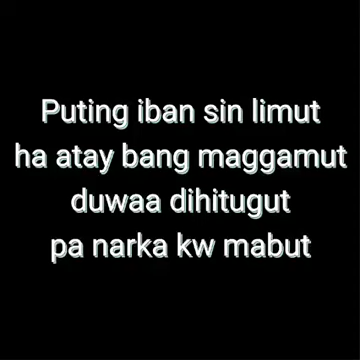 Puting iban sin limut
ha atay bang maggamut
duwaa dihitugut
pa narka kw mabut